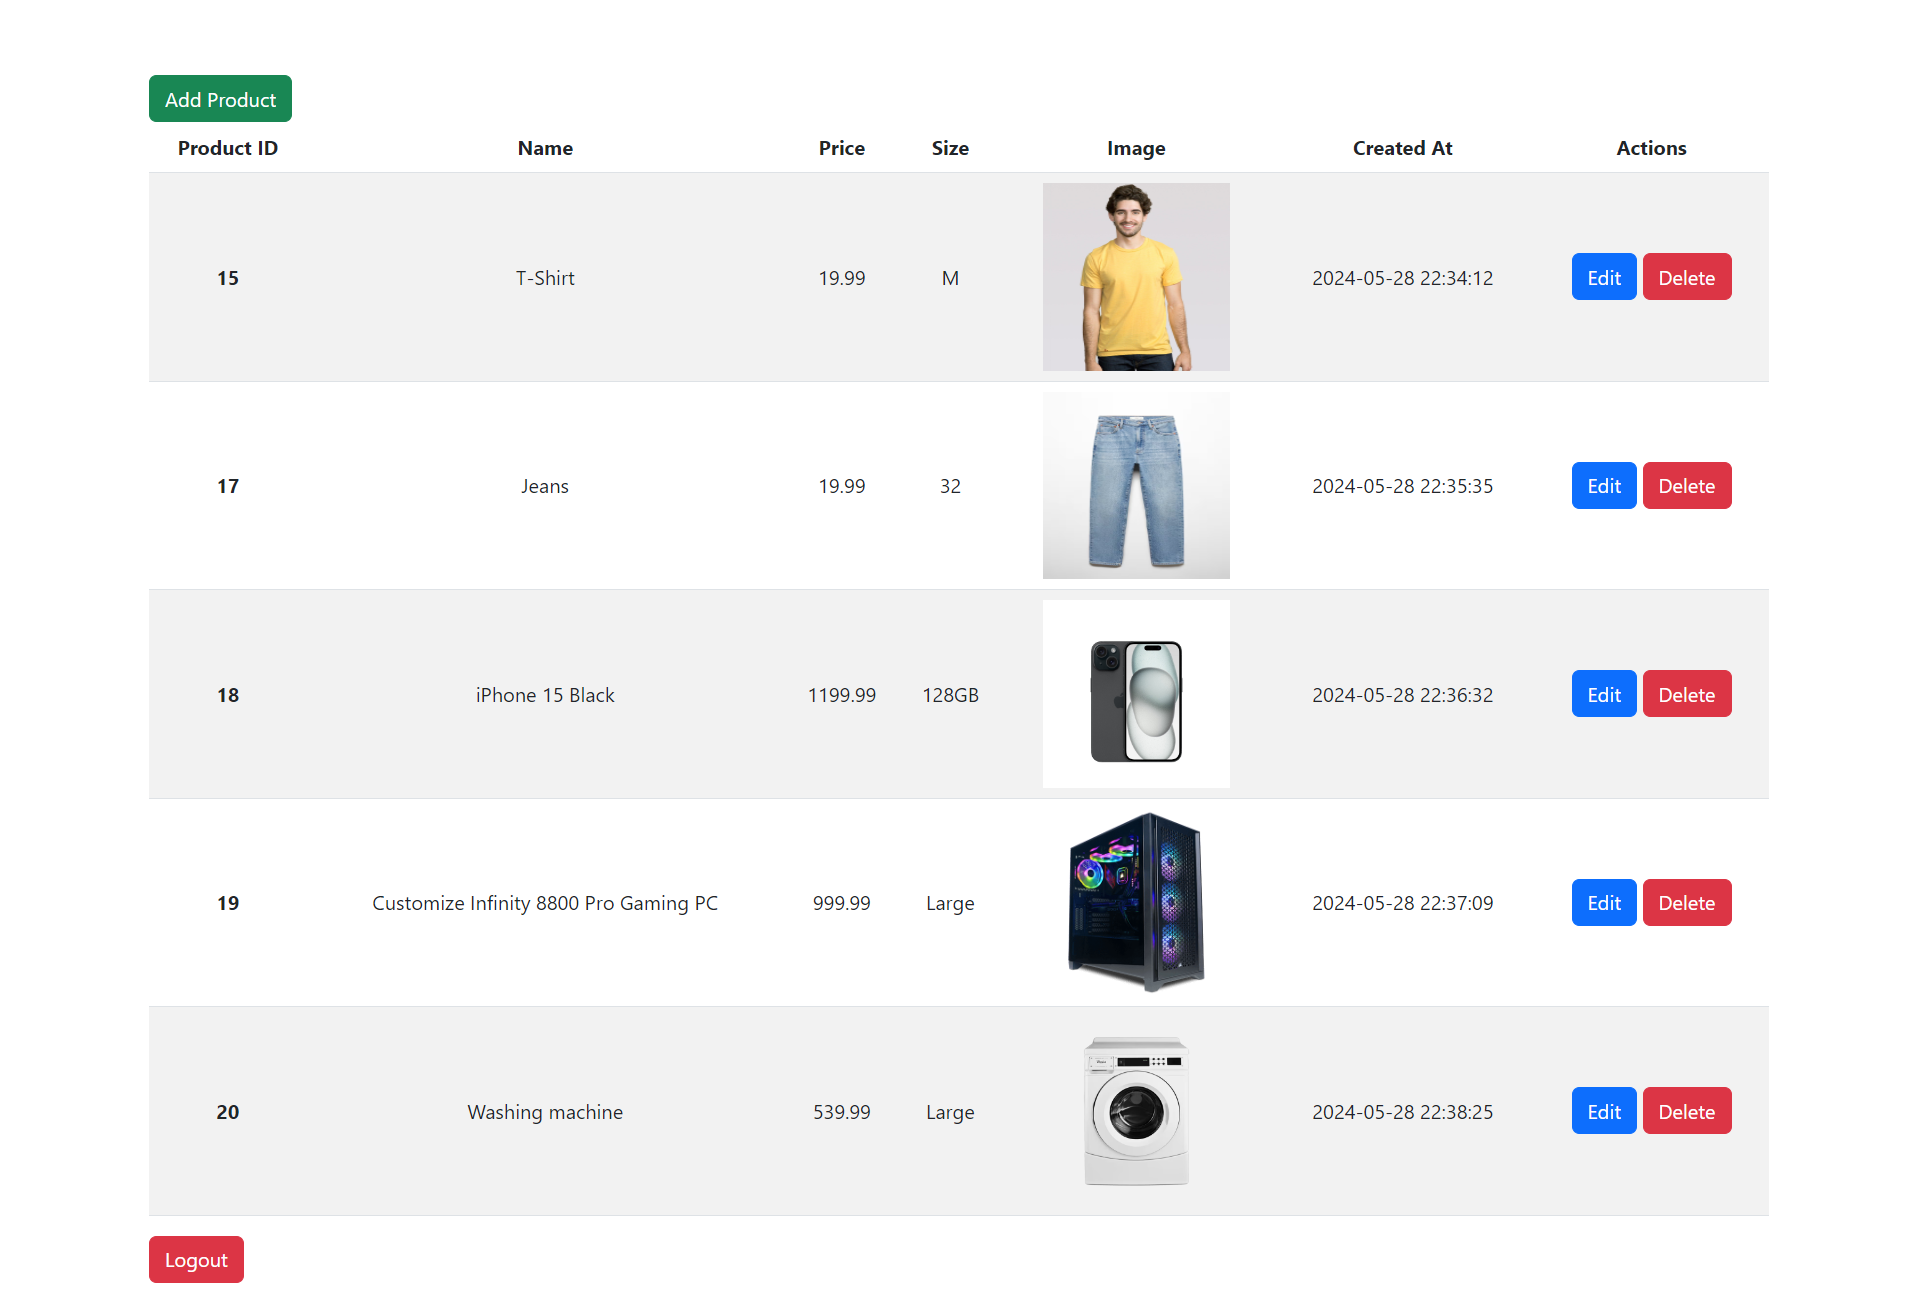 Add Product
Product ID Name Price Size Image Created At Actions
15 T-Shirt 19.99 M 2024-05-28 22:34:12 Edit Delete
17 Jeans 19.99 32 2024-05-28 22:35:35 Edit Delete
18 iPhone 15 Black 1199.99 128GB 2024-05-28 22:36:32 Edit Delete
19 Customize Infinity 8800 Pro Gaming PC 999.99 Large 2024-05-28 22:37:09 Edit Delete
20 Washing machine 539.99 Large 2024-05-28 22:38:25 Edit Delete
Logout